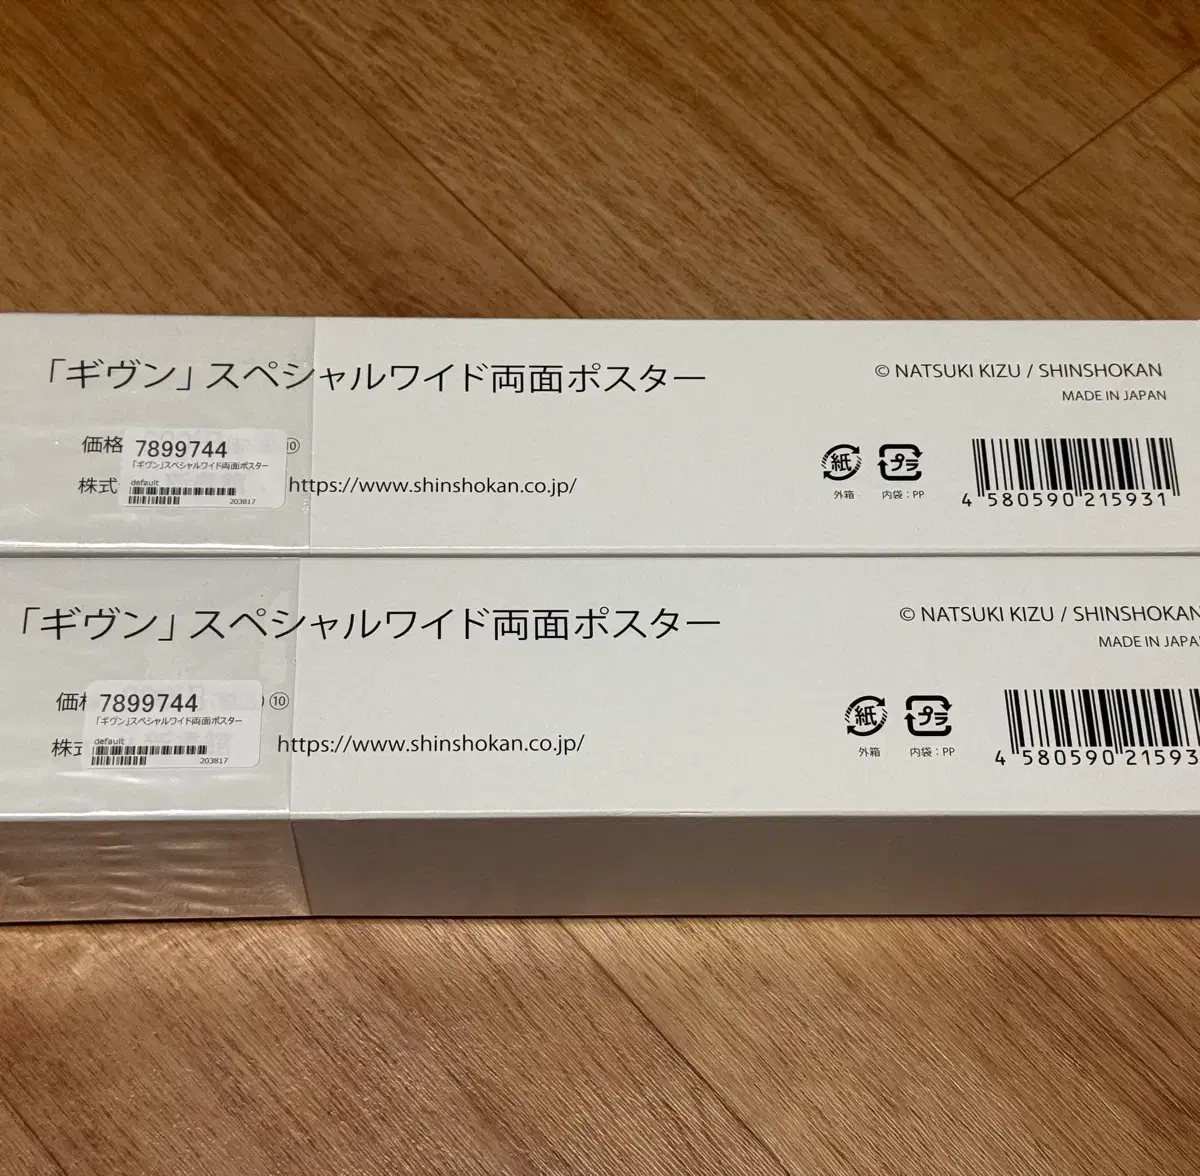 「ギヴン」スペシャルワイド両面ポスター
© NATSUKI KIZU / SHINSHOKAN
MADE IN JAPAN
価格
7899744
「ギヴン」スペシャルワイド両面ポスター
⑩
株式
default
203817
https://www.shinshokan.co.jp/
紙
外箱
プラ
内袋：PP
4 580590 215931
「ギヴン」スペシャルワイド両面ポスター
© NATSUKI KIZU / SHINSHOKAN
MADE IN JAPA
価
7899744
「ギヴン」スペシャルワイド両面ポスター
) ⑩
株
default
203817
https://www.shinshokan.co.jp/
紙
外箱
プラ
内袋：PP
4 580590 21593